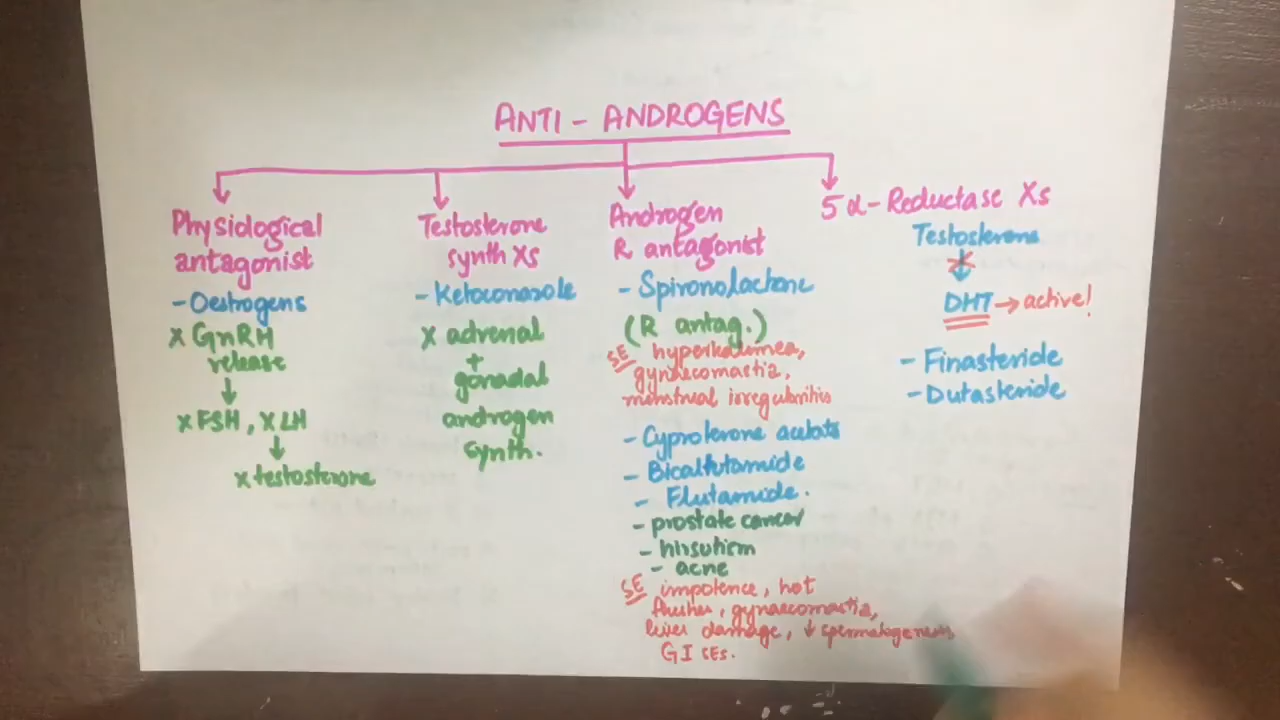 ANTI - ANDROGENS
Physiological
antagonist
- Oestrogens
x GnRH
release
↓
x FSH, x LH
↓
x testosterone
Testosterone
synth Xs
- Ketoconazole
x adrenal
+
gonadal
androgen
synth.
Androgen
R antagonist
- Spironolactone
(R antag.)
SE hyperkalimea,
gynaecomastia,
menstrual irregularities
- Cyproterone acetate
- Bicalutamide
- Flutamide.
- prostate cancer
- hirsutism
- acne
SE impotence, hot
flushes, gynaecomastia,
liver damage, ↓ spermatogenesis
GI SEs.
5 α-Reductase Xs
Testosterone
↓
DHT → active!
- Finasteride
- Dutasteride